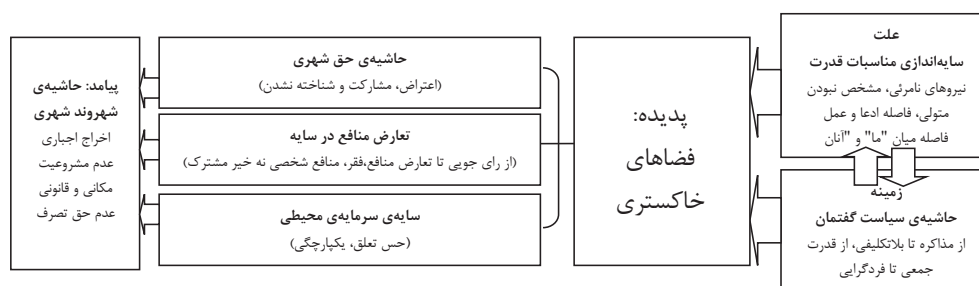 علت
سایه‌اندازی مناسبات قدرت
نیروهای نامرئی، مشخص نبودن
متولی، فاصله ادعا و عمل
فاصله میان "ما" و "آنان
زمینه
حاشیه‌ی سیاست گفتمان
از مذاکره تا بلاتکلیفی، از قدرت
جمعی تا فردگرایی
پدیده:
فضاهای
خاکستری
حاشیه‌ی حق شهری
(اعتراض، مشارکت و شناخته نشدن)
تعارض منافع در سایه
(از رای جویی تا تعارض منافع،فقر، منافع شخصی نه خیر مشترک)
سایه‌ی سرمایه‌ی محیطی
(حس تعلق، یکپارچگی)
پیامد: حاشیه‌ی
شهروند شهری
اخراج اجباری
عدم مشروعیت
مکانی و قانونی
عدم حق تصرف